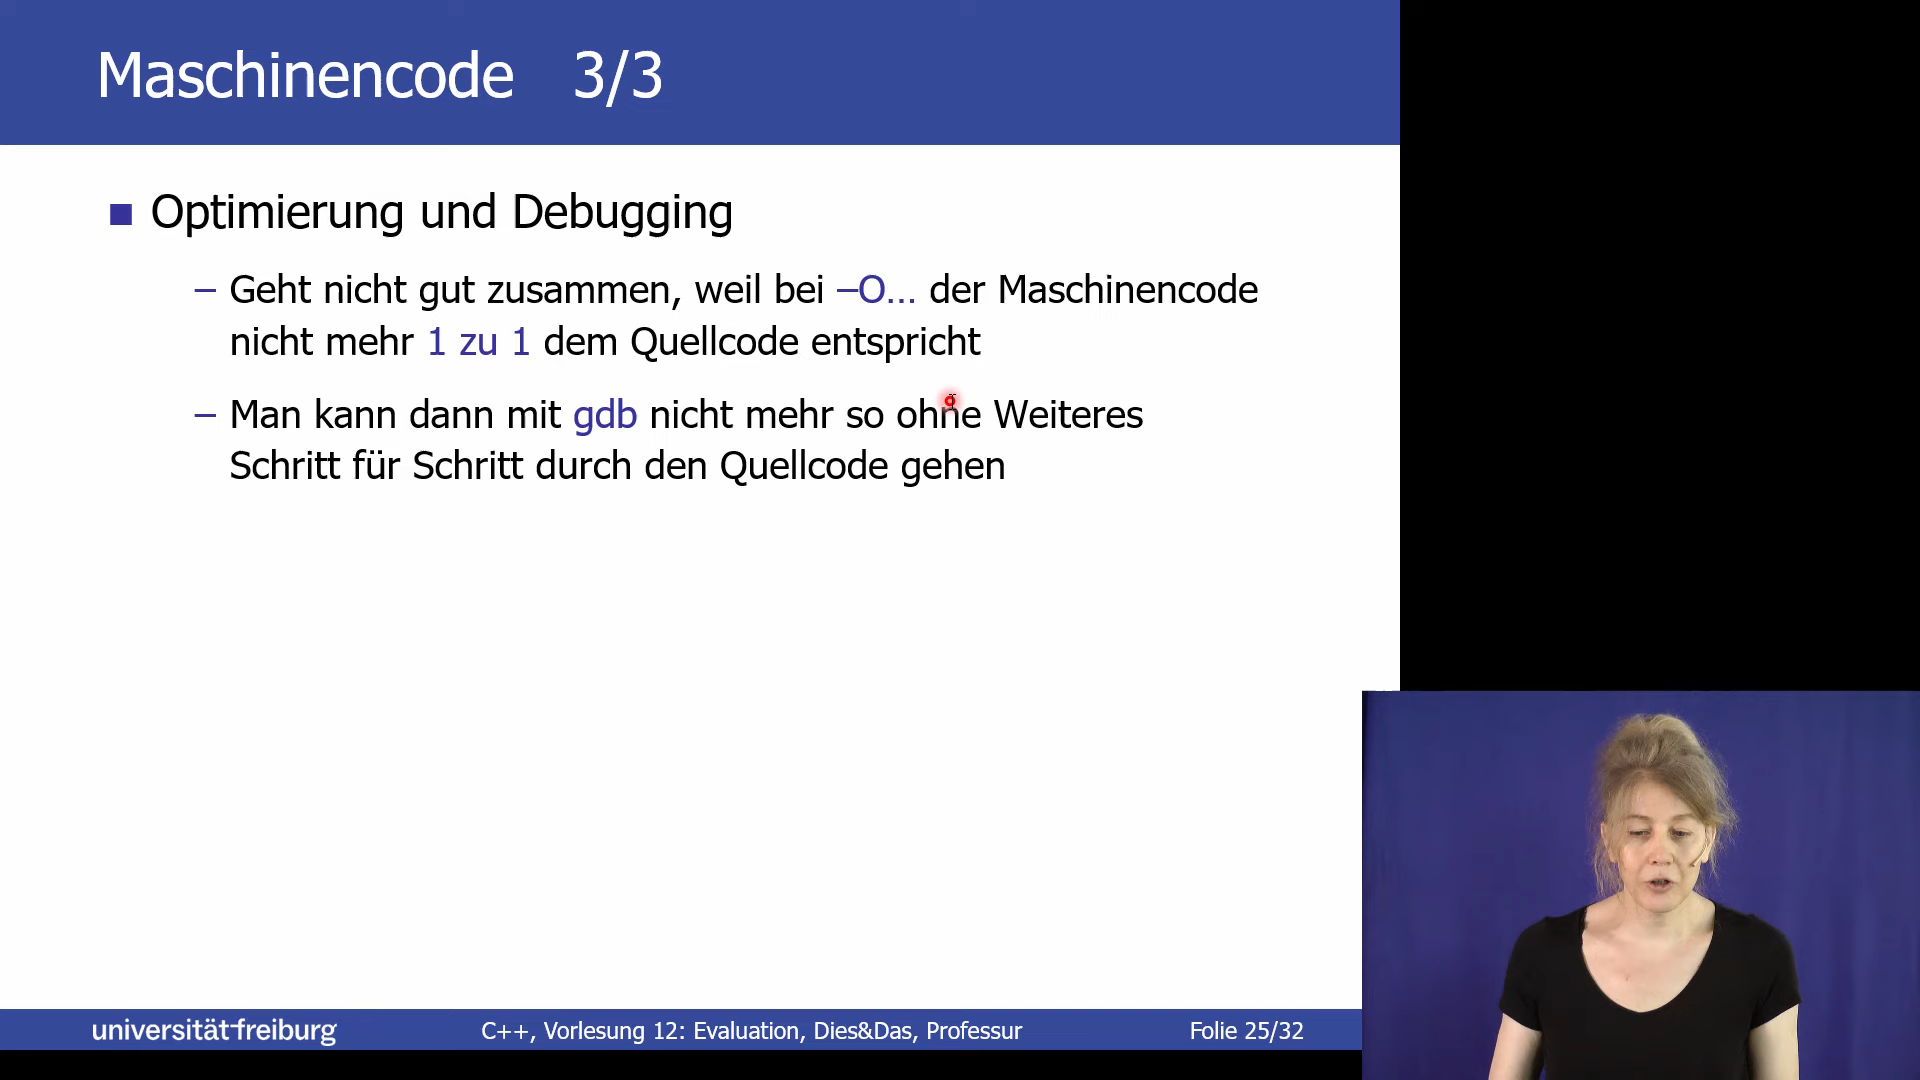 Maschinencode 3/3
Optimierung und Debugging
– Geht nicht gut zusammen, weil bei –O... der Maschinencode
nicht mehr 1 zu 1 dem Quellcode entspricht
– Man kann dann mit gdb nicht mehr so ohne Weiteres
Schritt für Schritt durch den Quellcode gehen
universität freiburg
C++, Vorlesung 12: Evaluation, Dies&Das, Professur
Folie 25/32